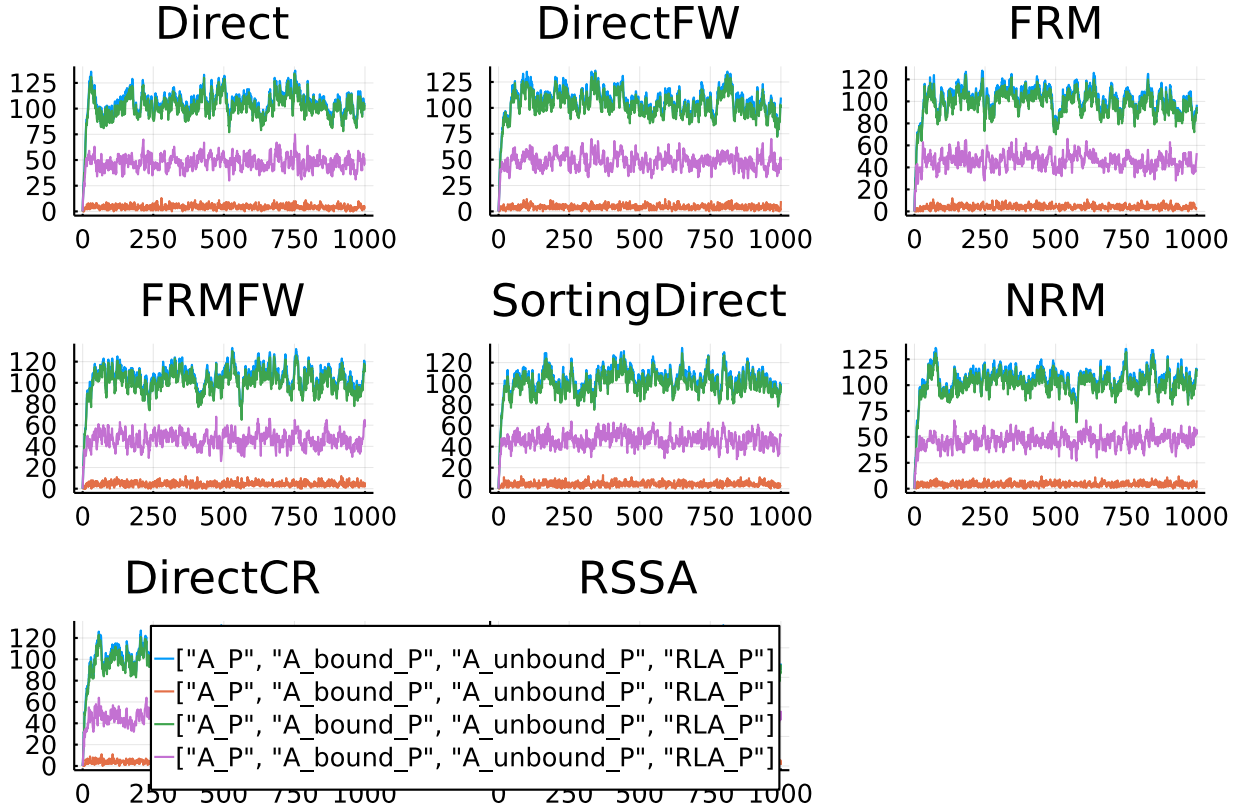 Direct DirectFW FRM
125 125 120
100 100 100
75 75 80
50 50 60
25 25 40
0 0 20
0
0 250 500 750 1000 0 250 500 750 1000 0 250 500 750 1000
FRMFW SortingDirect NRM
120 120 125
100 100 100
80 80 75
60 60 50
40 40 25
20 20 0
0 0
0 250 500 750 1000 0 250 500 750 1000 0 250 500 750 1000
DirectCR RSSA
120
100
80
60
40
20
0
["A_P", "A_bound_P", "A_unbound_P", "RLA_P"]
["A_P", "A_bound_P", "A_unbound_P", "RLA_P"]
["A_P", "A_bound_P", "A_unbound_P", "RLA_P"]
["A_P", "A_bound_P", "A_unbound_P", "RLA_P"]
0 250 500 750 1000 0 250 500 750 1000